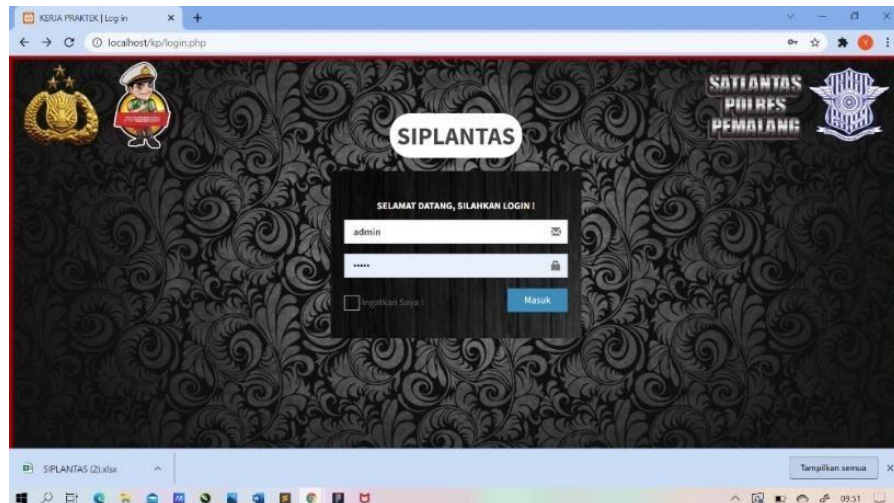 KERJA PRAKTEK | Log in
localhost/kp/login.php
Y
PRESISI
SATLANTAS
POLRES
PEMALANG
SIPLANTAS
SELAMAT DATANG, SILAHKAN LOGIN !
admin
•••••
Ingatkan Saya !
Masuk
SIPLANTAS (2).xlsx
Tampilkan semua
09.51